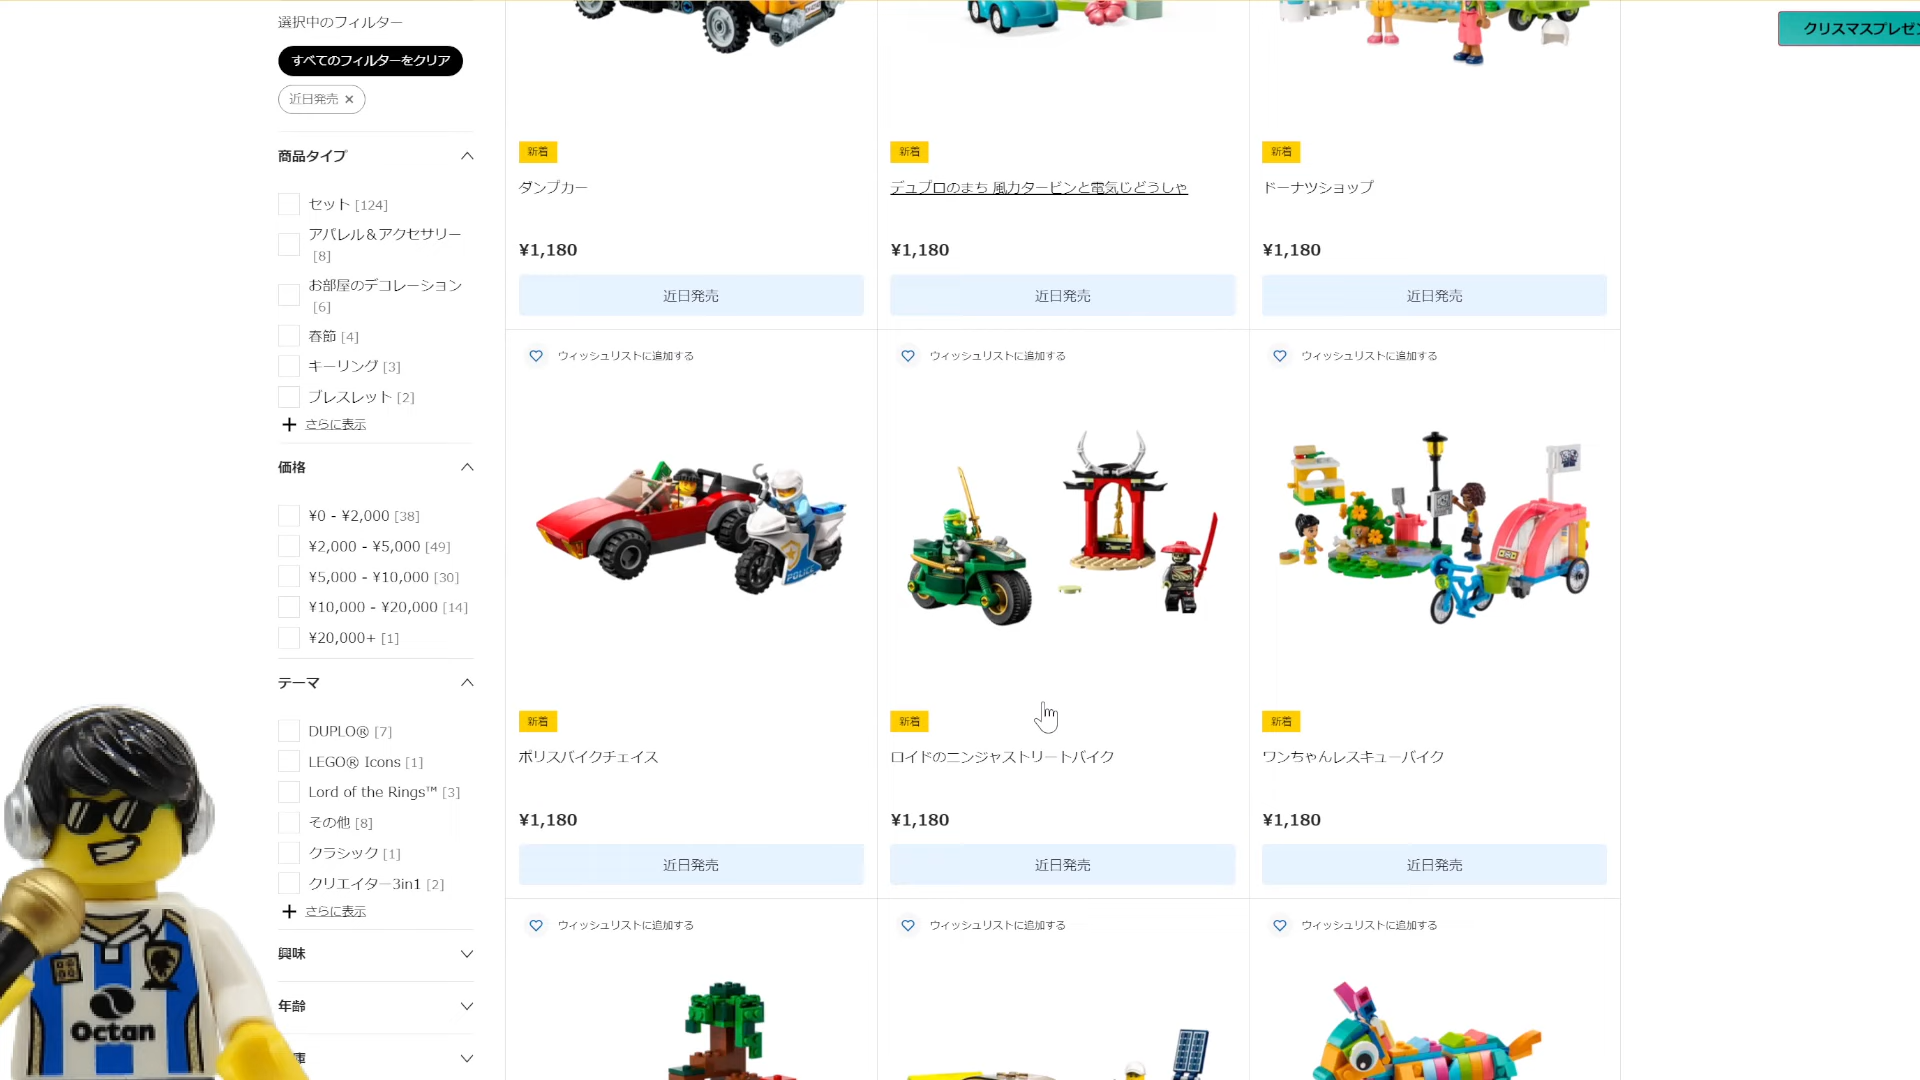 選択中のフィルター
すべてのフィルターをクリア
近日発売 ×
商品タイプ
セット [124]
アパレル＆アクセサリー
[8]
お部屋のデコレーション
[6]
春節 [4]
キーリング [3]
ブレスレット [2]
さらに表示
価格
¥0 - ¥2,000 [38]
¥2,000 - ¥5,000 [49]
¥5,000 - ¥10,000 [30]
¥10,000 - ¥20,000 [14]
¥20,000+ [1]
テーマ
DUPLO® [7]
LEGO® Icons [1]
Lord of the Rings™ [3]
その他 [8]
クラシック [1]
クリエイター3in1 [2]
さらに表示
興味
年齢
庫
新着
ダンプカー
¥1,180
近日発売
新着
デュプロのまち 風力タービンと電気じどうしゃ
¥1,180
近日発売
新着
ドーナツショップ
¥1,180
近日発売
ウィッシュリストに追加する
POLICE
新着
ポリスバイクチェイス
¥1,180
近日発売
ウィッシュリストに追加する
新着
ロイドのニンジャストリートバイク
¥1,180
近日発売
ウィッシュリストに追加する
新着
ワンちゃんレスキューバイク
¥1,180
近日発売
ウィッシュリストに追加する
ウィッシュリストに追加する
ウィッシュリストに追加する
クリスマスプレゼ
Octan